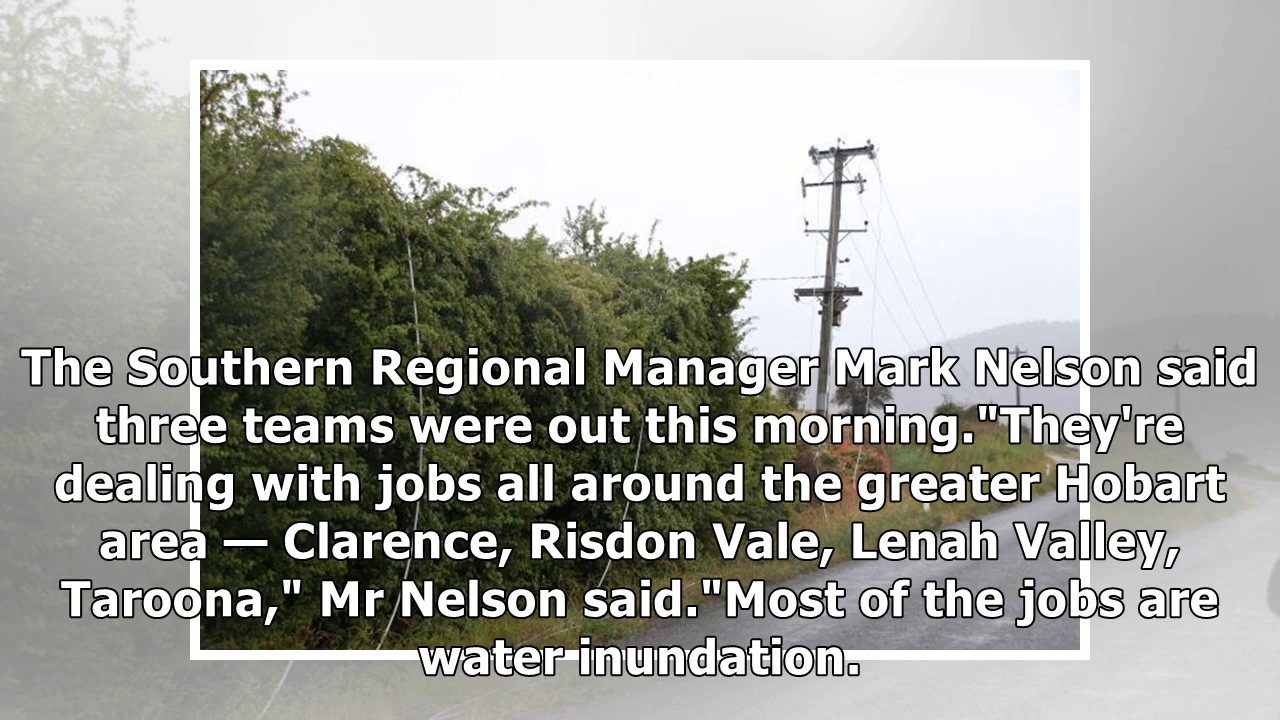 The Southern Regional Manager Mark Nelson said
three teams were out this morning."They're
dealing with jobs all around the greater Hobart
area — Clarence, Risdon Vale, Lenah Valley,
Taroona," Mr Nelson said."Most of the jobs are
water inundation.